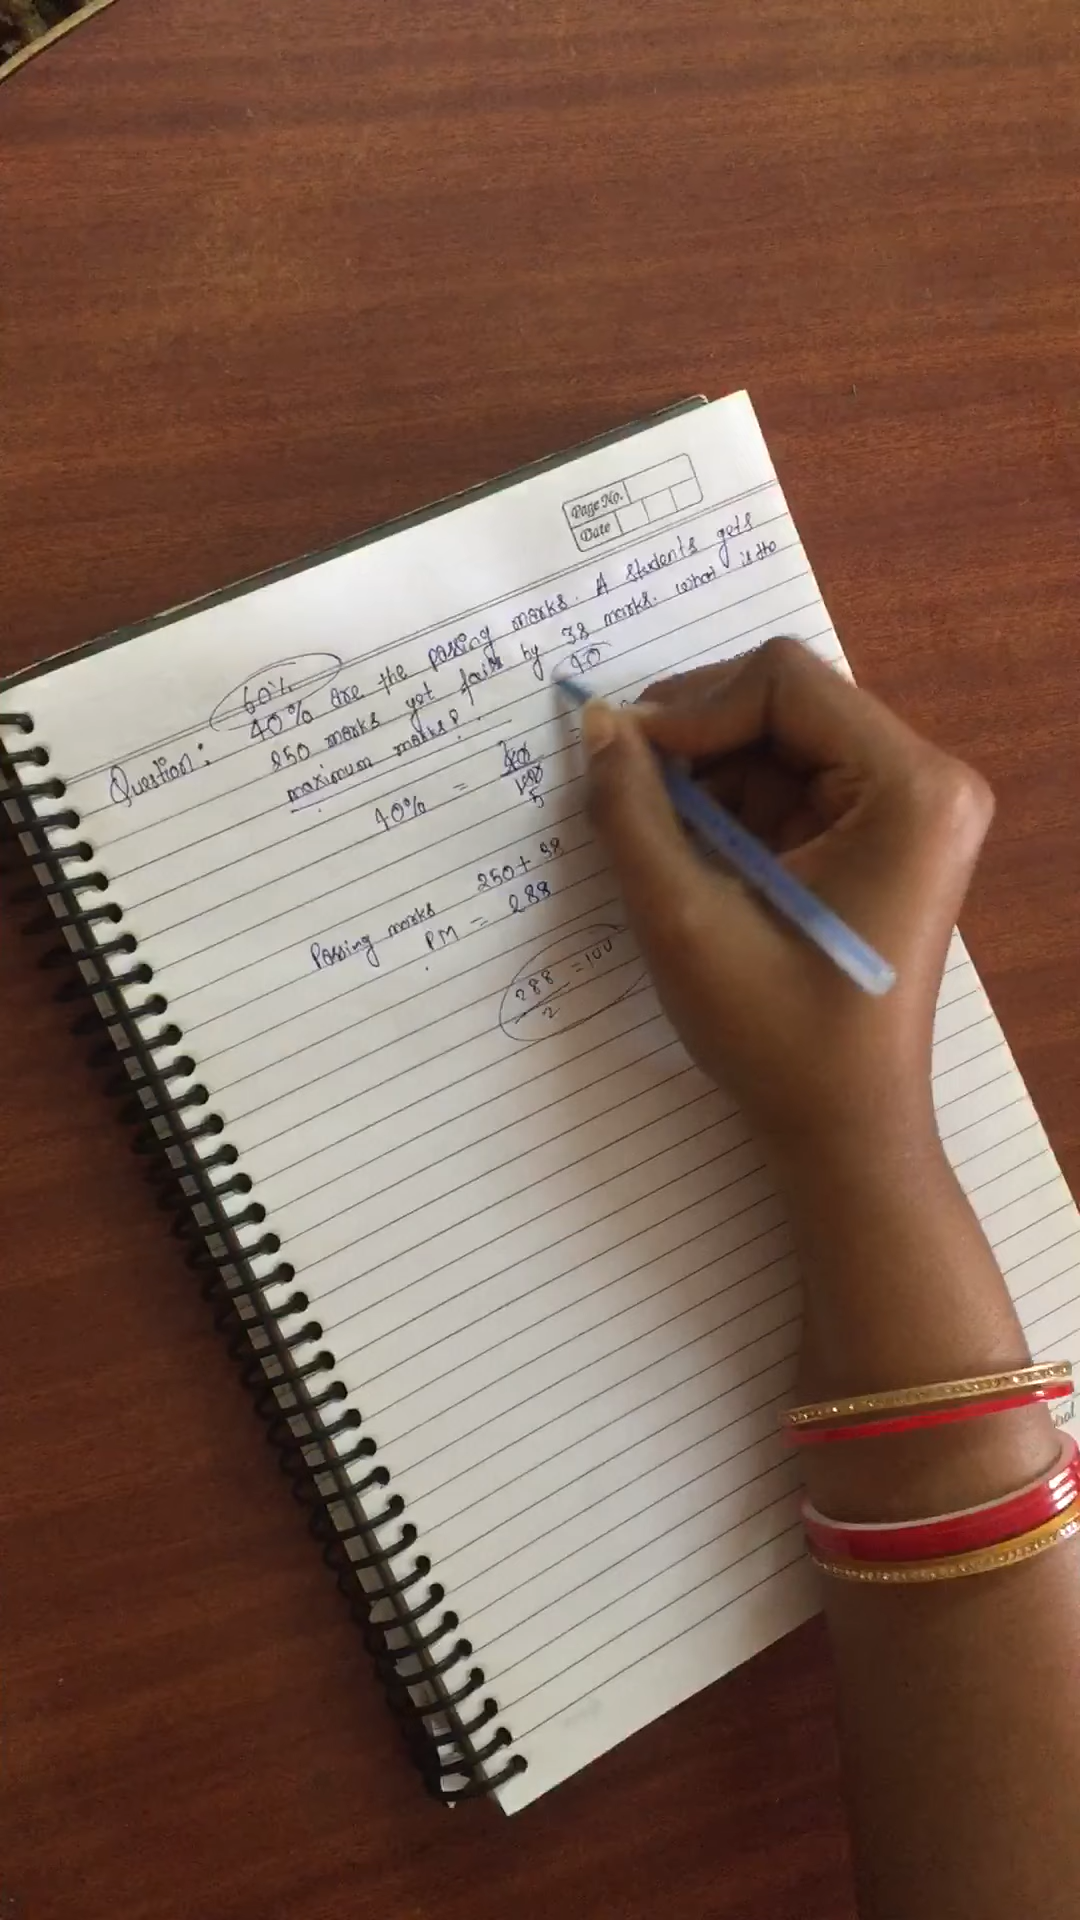 Page No.
Date
60%
Question: 40% are the passing marks. A students gets
250 marks yet fails by 38 marks. what is the
40
maximum marks?
40% = 40
100
5
Passing marks 250 + 38
PM = 288
288 = 100
2